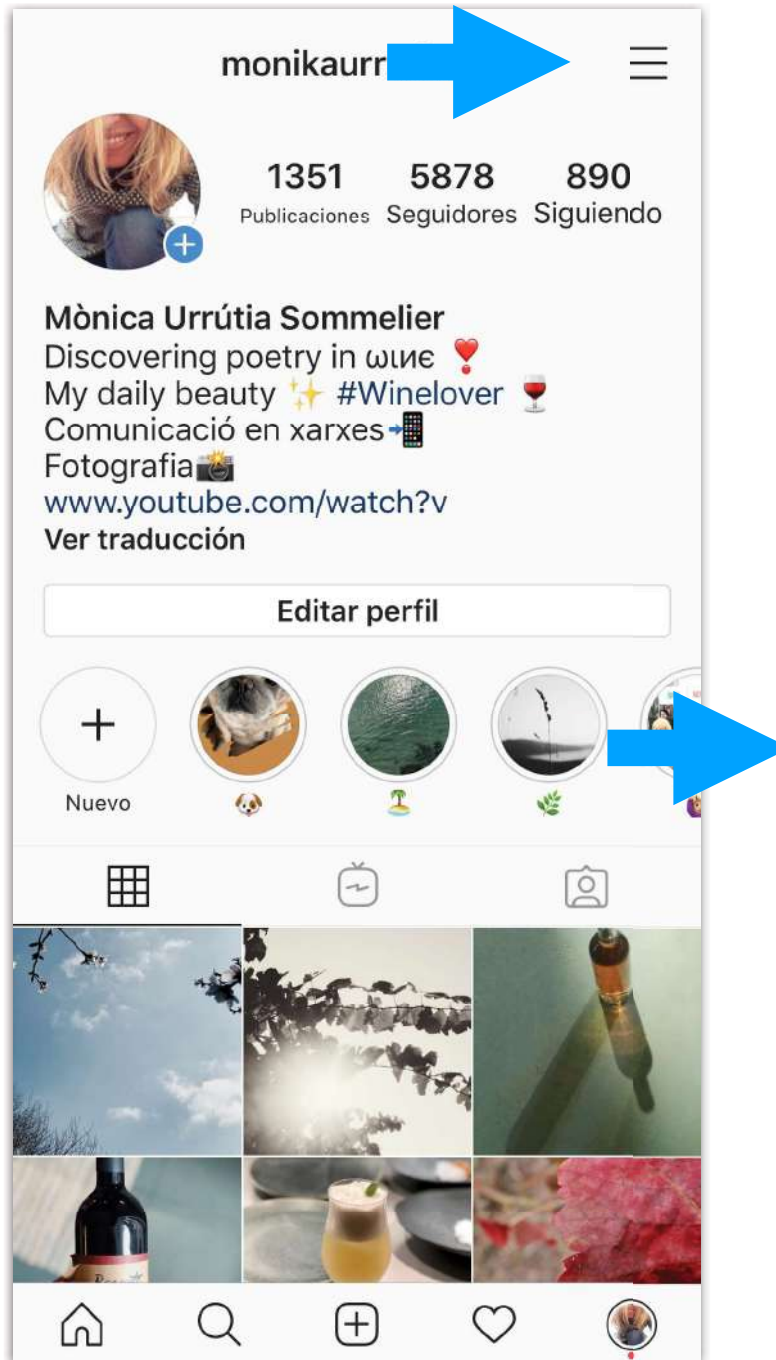 monikaurr
1351 5878 890
Publicaciones Seguidores Siguiendo
Mònica Urrútia Sommelier
Discovering poetry in ωιиє ❣️
My daily beauty ✨ #Winelover 🍷
Comunicació en xarxes📲
Fotografia📸
www.youtube.com/watch?v
Ver traducción
Editar perfil
Nuevo